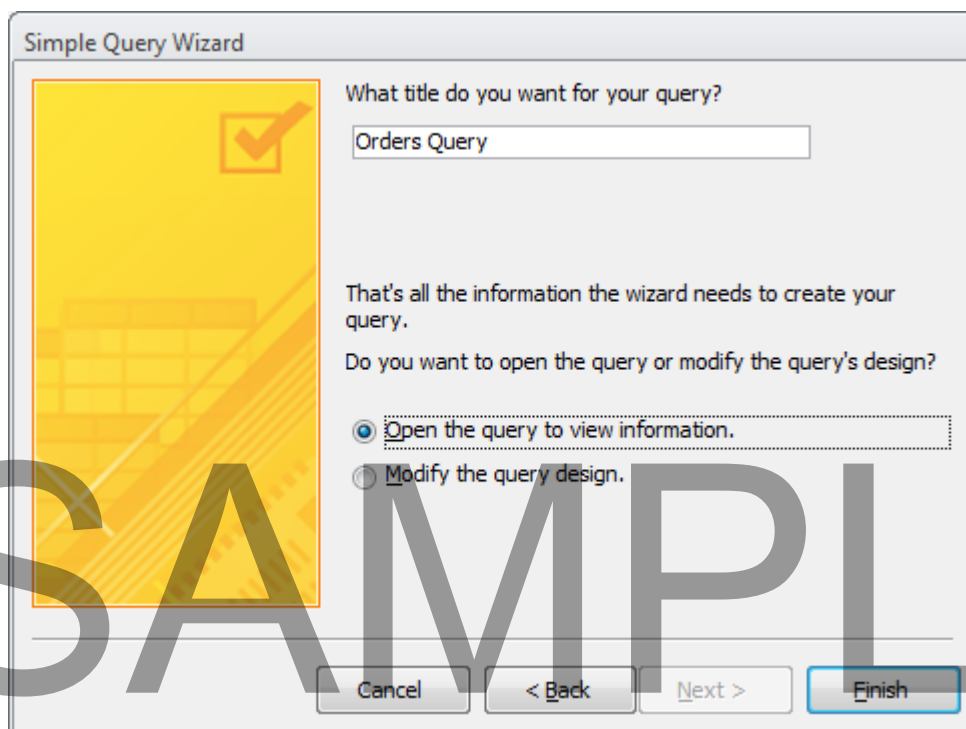 Simple Query Wizard
What title do you want for your query?
Orders Query
That's all the information the wizard needs to create your
query.
Do you want to open the query or modify the query's design?
Open the query to view information.
Modify the query design.
SAMPL
Cancel
< Back
Next >
Finish